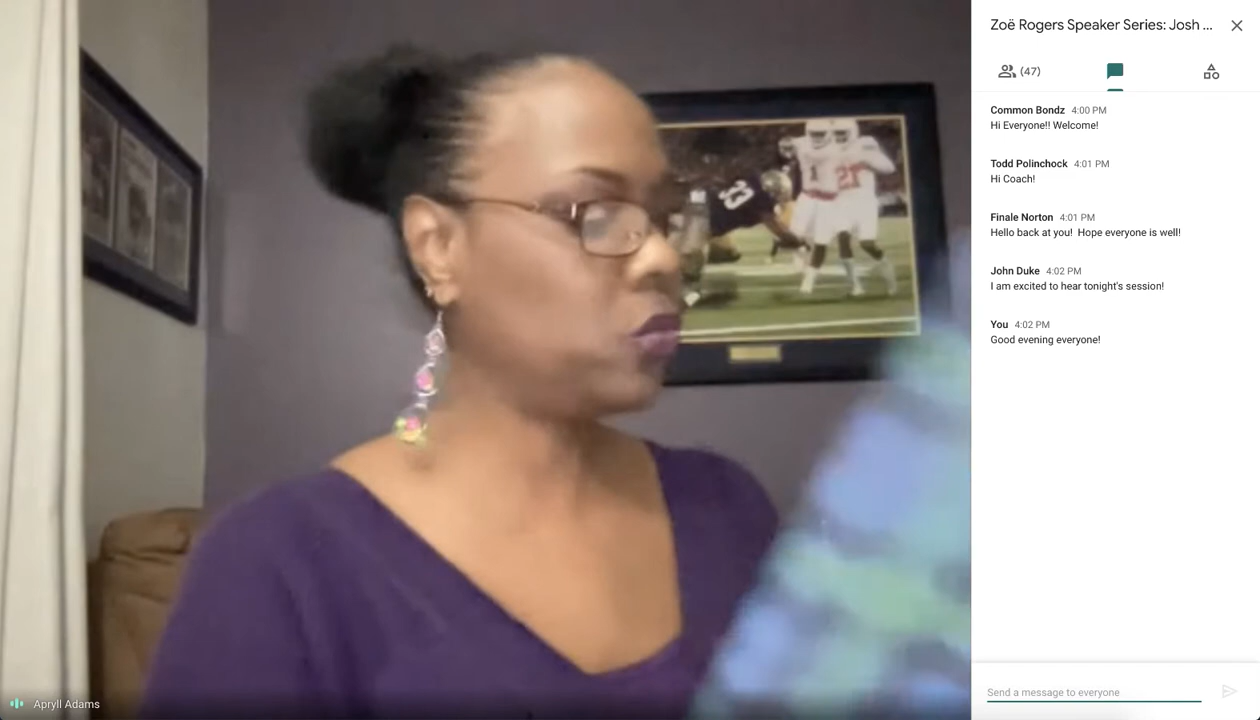 Zoë Rogers Speaker Series: Josh ...
(47)
Common Bondz 4:00 PM
Hi Everyone!! Welcome!
Todd Polinchock 4:01 PM
Hi Coach!
Finale Norton 4:01 PM
Hello back at you! Hope everyone is well!
John Duke 4:02 PM
I am excited to hear tonight's session!
You 4:02 PM
Good evening everyone!
Send a message to everyone
33
1
21
Apryll Adams